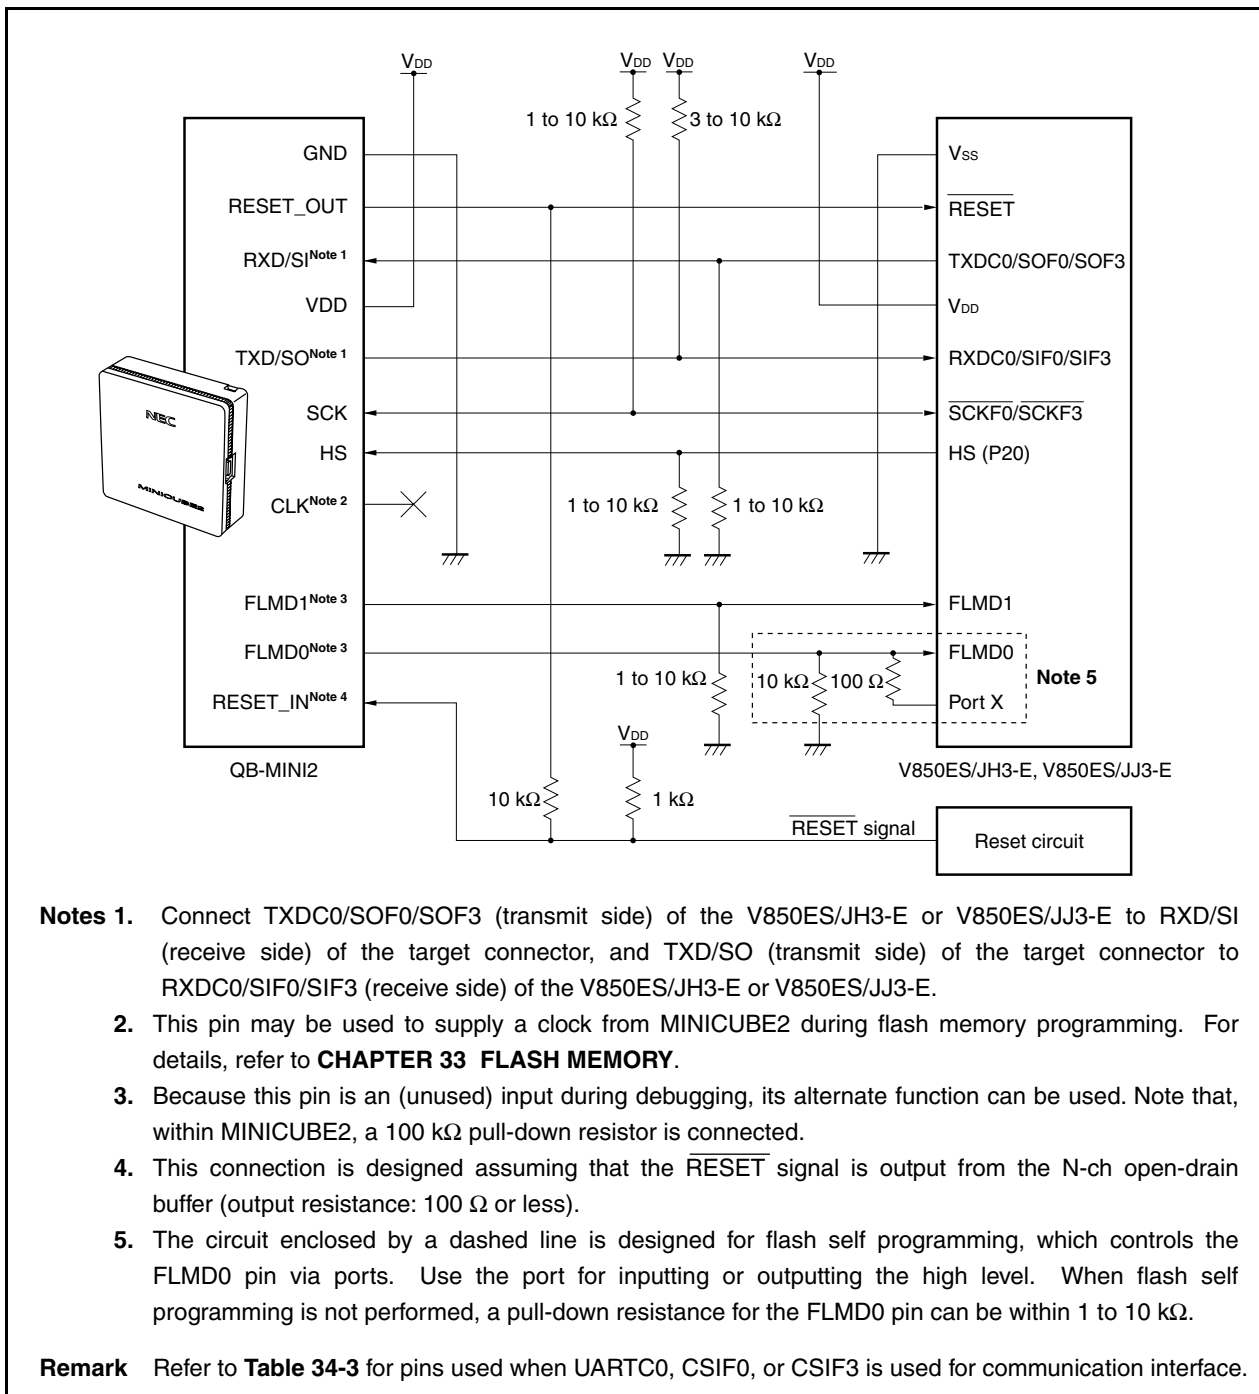 VDD VDD VDD VDD
1 to 10 kΩ 3 to 10 kΩ
GND VSS
RESET_OUT RESET
RXD/SI Note 1 TXDC0/SOF0/SOF3
VDD VDD
TXD/SO Note 1 RXDC0/SIF0/SIF3
NEC
SCK SCKF0/SCKF3
HS HS (P20)
MINICUBE2
CLK Note 2 1 to 10 kΩ 1 to 10 kΩ
FLMD1 Note 3 FLMD1
FLMD0 Note 3 FLMD0
1 to 10 kΩ 10 kΩ 100 Ω Note 5
RESET_IN Note 4 Port X
VDD
QB-MINI2 V850ES/JH3-E, V850ES/JJ3-E
10 kΩ 1 kΩ
RESET signal Reset circuit
Notes 1. Connect TXDC0/SOF0/SOF3 (transmit side) of the V850ES/JH3-E or V850ES/JJ3-E to RXD/SI
(receive side) of the target connector, and TXD/SO (transmit side) of the target connector to
RXDC0/SIF0/SIF3 (receive side) of the V850ES/JH3-E or V850ES/JJ3-E.
2. This pin may be used to supply a clock from MINICUBE2 during flash memory programming. For
details, refer to CHAPTER 33 FLASH MEMORY.
3. Because this pin is an (unused) input during debugging, its alternate function can be used. Note that,
within MINICUBE2, a 100 kΩ pull-down resistor is connected.
4. This connection is designed assuming that the RESET signal is output from the N-ch open-drain
buffer (output resistance: 100 Ω or less).
5. The circuit enclosed by a dashed line is designed for flash self programming, which controls the
FLMD0 pin via ports. Use the port for inputting or outputting the high level. When flash self
programming is not performed, a pull-down resistance for the FLMD0 pin can be within 1 to 10 kΩ.
Remark Refer to Table 34-3 for pins used when UARTC0, CSIF0, or CSIF3 is used for communication interface.